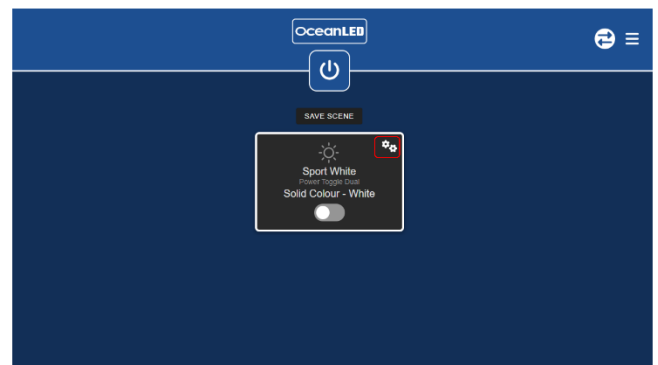 OceanLED
SAVE SCENE
Sport White
Power Toggle Dual
Solid Colour - White